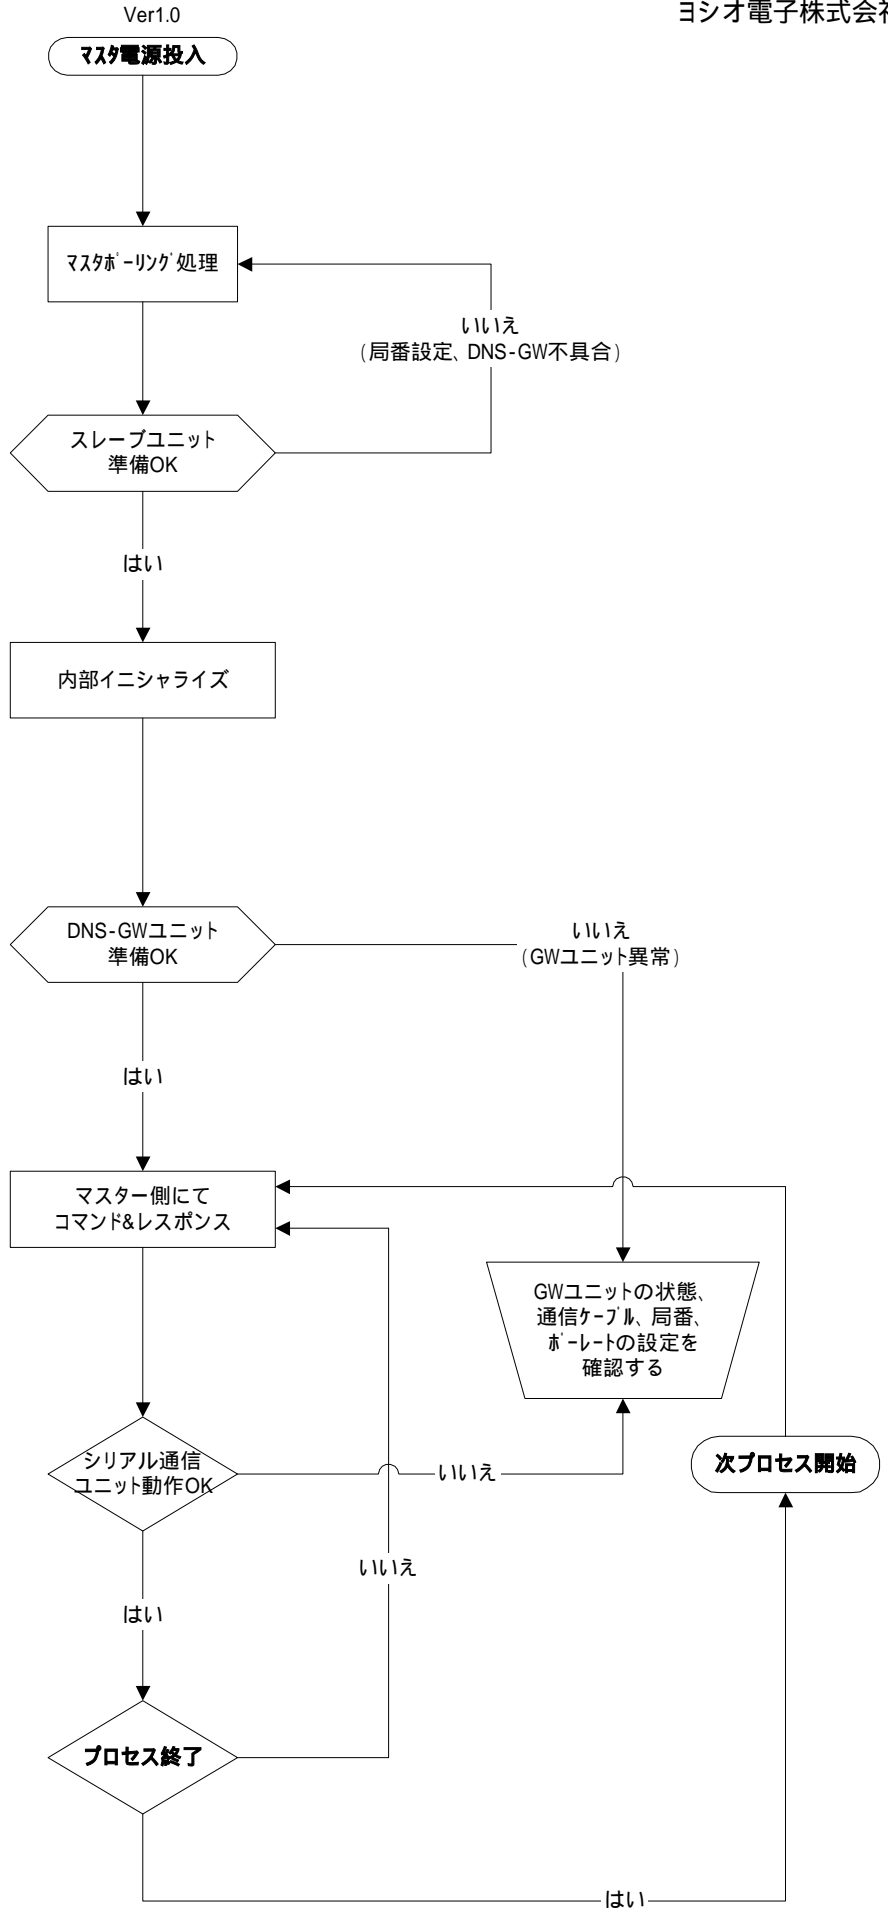 Ver1.0
ヨシオ電子株式会社
ﾏｽﾀ電源投入
ﾏｽﾀﾎﾟｰﾘﾝｸﾞ処理
いいえ
(局番設定、DNS-GW不具合)
スレーブユニット
準備OK
はい
内部イニシャライズ
DNS-GWユニット
準備OK
いいえ
(GWユニット異常)
はい
マスター側にて
コマンド&レスポンス
GWユニットの状態、
通信ｹｰﾌﾞﾙ、局番、
ﾎﾞｰﾚｰﾄの設定を
確認する
シリアル通信
ユニット動作OK
いいえ
次プロセス開始
いいえ
はい
プロセス終了
はい